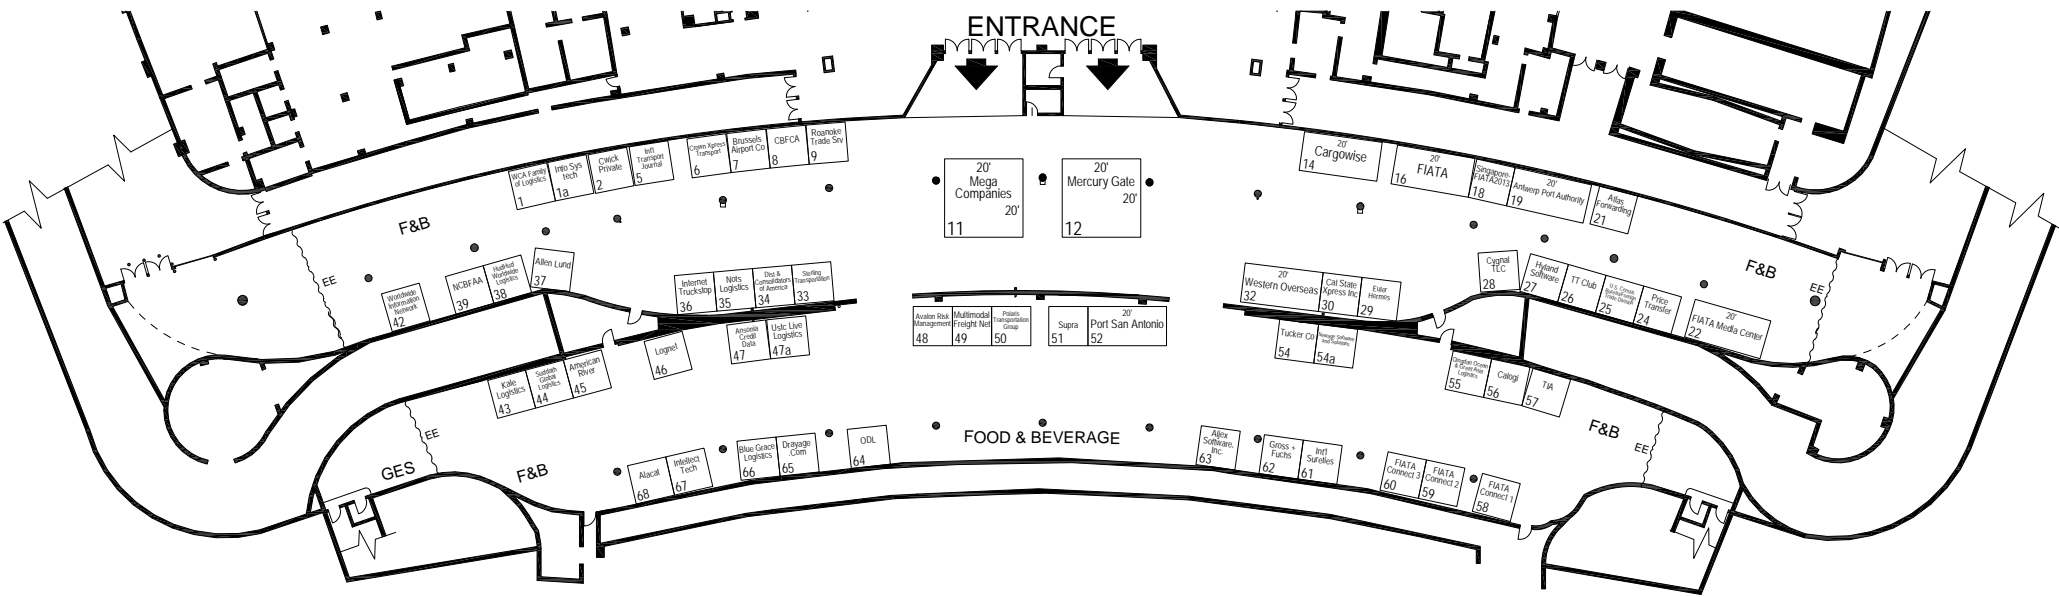 ENTRANCE
WCA Family
of Logistics
1
Info Sys
tech
1a
Cwick
Private
2
Int'l
Transport
Journal
5
Crown Xpress
Transport
6
Brussels
Airport Co
7
CBFCA
8
Roanoke
Trade Srv
9
20'
Mega
Companies
20'
11
20'
Mercury Gate
20'
12
20'
Cargowise
14
20'
FIATA
16
Singapore-
FIATA2013
18
20'
Antwerp Port Authority
19
Atlas
Forwarding
21
F&B
EE
Worldwide
Information
Network
42
NCBFAA
39
HudHud
Worldwide
Logistics
38
Allen Lund
37
Internet
Truckstop
36
Nolts
Logistics
35
Dist &
Consolidators
of America
34
Sterling
Transportation
33
20'
Western Overseas
32
Cal State
Xpress Inc
30
Euler
Hermes
29
Cygnal
TLC
28
Hyland
Software
27
TT Club
26
25
Price
Transfer
24
20'
FIATA Media Center
22
F&B
EE
Avalon Risk
Management
48
Multimodal
Freight Net
49
Polaris
Transportation
Group
50
Supra
51
20'
Port San Antonio
52
Ansonia
Credit
Data
47
Ustc Live
Logistics
47a
Lognet
46
American
River
45
Suddath
Global
Logistics
44
Kale
Logistics
43
Tucker Co
54
54a
55
Calogi
56
TIA
57
EE
GES
F&B
Alacat
68
Intellect
Tech
67
Blue Grace
Logistics
66
Drayage
.Com
65
ODL
64
FOOD & BEVERAGE
Aljex
Software,
Inc.
63
Gross +
Fuchs
62
Int'l
Sureties
61
FIATA
Connect 3
60
FIATA
Connect 2
59
FIATA
Connect 1
58
F&B
EE